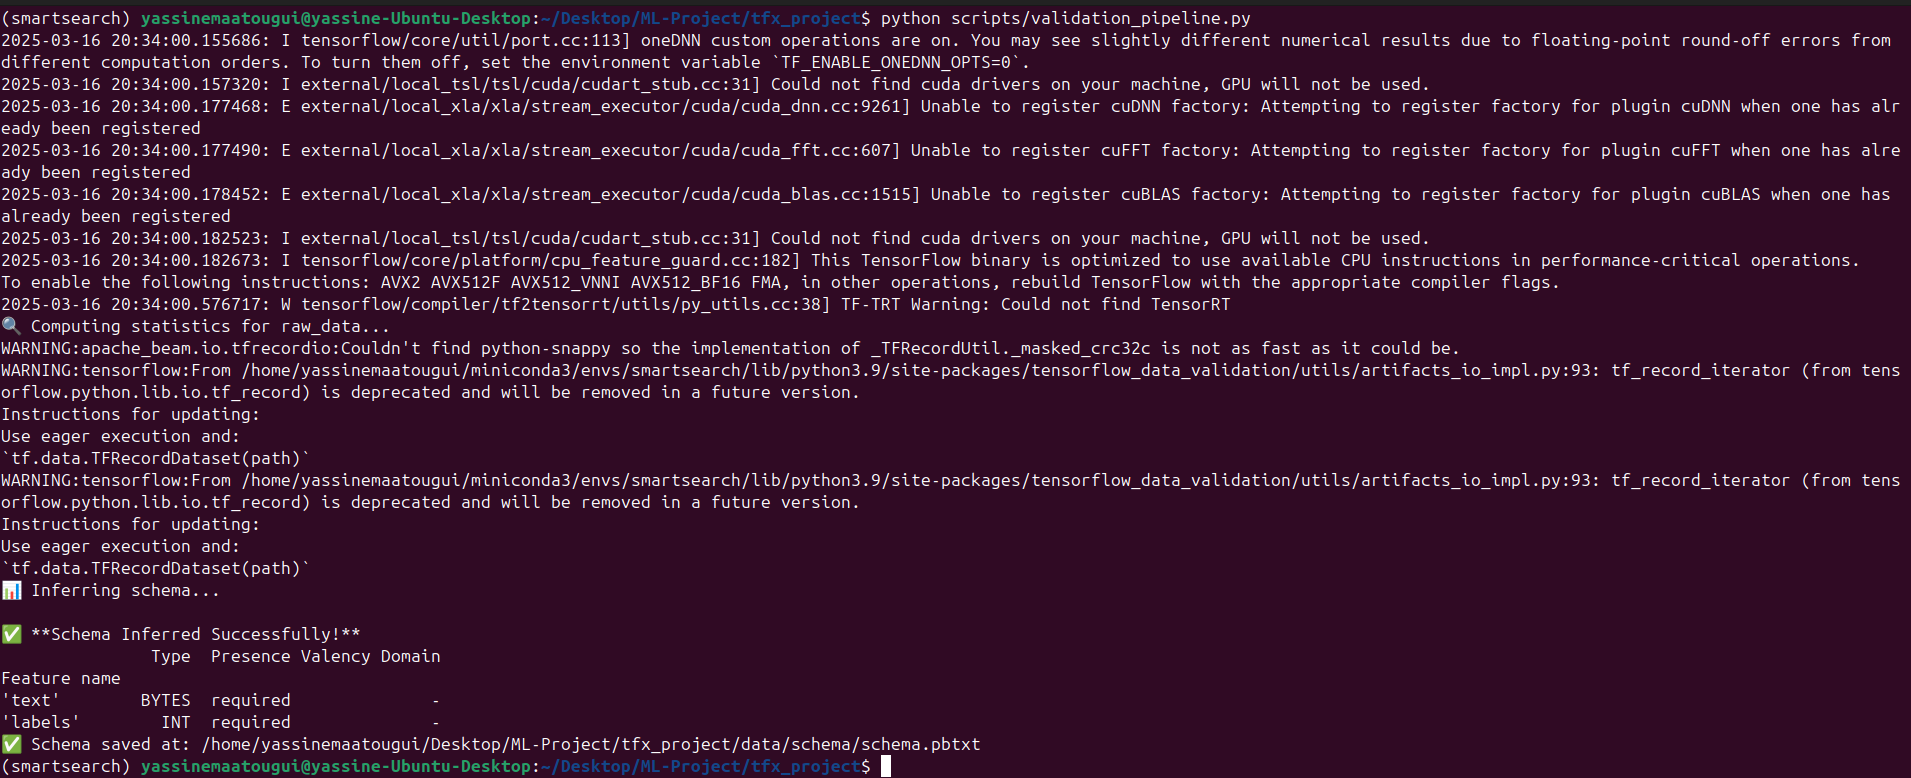 (smartsearch) yassinemaatougui@yassine-Ubuntu-Desktop:~/Desktop/ML-Project/tfx_project$ python scripts/validation_pipeline.py
2025-03-16 20:34:00.155686: I tensorflow/core/util/port.cc:113] oneDNN custom operations are on. You may see slightly different numerical results due to floating-point round-off errors from
different computation orders. To turn them off, set the environment variable `TF_ENABLE_ONEDNN_OPTS=0`.
2025-03-16 20:34:00.157320: I external/local_tsl/tsl/cuda/cudart_stub.cc:31] Could not find cuda drivers on your machine, GPU will not be used.
2025-03-16 20:34:00.177468: E external/local_xla/xla/stream_executor/cuda/cuda_dnn.cc:9261] Unable to register cuDNN factory: Attempting to register factory for plugin cuDNN when one has alr
eady been registered
2025-03-16 20:34:00.177490: E external/local_xla/xla/stream_executor/cuda/cuda_fft.cc:607] Unable to register cuFFT factory: Attempting to register factory for plugin cuFFT when one has alre
ady been registered
2025-03-16 20:34:00.178452: E external/local_xla/xla/stream_executor/cuda/cuda_blas.cc:1515] Unable to register cuBLAS factory: Attempting to register factory for plugin cuBLAS when one has
already been registered
2025-03-16 20:34:00.182523: I external/local_tsl/tsl/cuda/cudart_stub.cc:31] Could not find cuda drivers on your machine, GPU will not be used.
2025-03-16 20:34:00.182673: I tensorflow/core/platform/cpu_feature_guard.cc:182] This TensorFlow binary is optimized to use available CPU instructions in performance-critical operations.
To enable the following instructions: AVX2 AVX512F AVX512_VNNI AVX512_BF16 FMA, in other operations, rebuild TensorFlow with the appropriate compiler flags.
2025-03-16 20:34:00.576717: W tensorflow/compiler/tf2tensorrt/utils/py_utils.cc:38] TF-TRT Warning: Could not find TensorRT
🔍 Computing statistics for raw_data...
WARNING:apache_beam.io.tfrecordio:Couldn't find python-snappy so the implementation of _TFRecordUtil._masked_crc32c is not as fast as it could be.
WARNING:tensorflow:From /home/yassinemaatougui/miniconda3/envs/smartsearch/lib/python3.9/site-packages/tensorflow_data_validation/utils/artifacts_io_impl.py:93: tf_record_iterator (from tens
orflow.python.lib.io.tf_record) is deprecated and will be removed in a future version.
Instructions for updating:
Use eager execution and:
`tf.data.TFRecordDataset(path)`
WARNING:tensorflow:From /home/yassinemaatougui/miniconda3/envs/smartsearch/lib/python3.9/site-packages/tensorflow_data_validation/utils/artifacts_io_impl.py:93: tf_record_iterator (from tens
orflow.python.lib.io.tf_record) is deprecated and will be removed in a future version.
Instructions for updating:
Use eager execution and:
`tf.data.TFRecordDataset(path)`
📊 Inferring schema...
✅ **Schema Inferred Successfully!**
Type Presence Valency Domain
Feature name
'text' BYTES required -
'labels' INT required -
✅ Schema saved at: /home/yassinemaatougui/Desktop/ML-Project/tfx_project/data/schema/schema.pbtxt
(smartsearch) yassinemaatougui@yassine-Ubuntu-Desktop:~/Desktop/ML-Project/tfx_project$